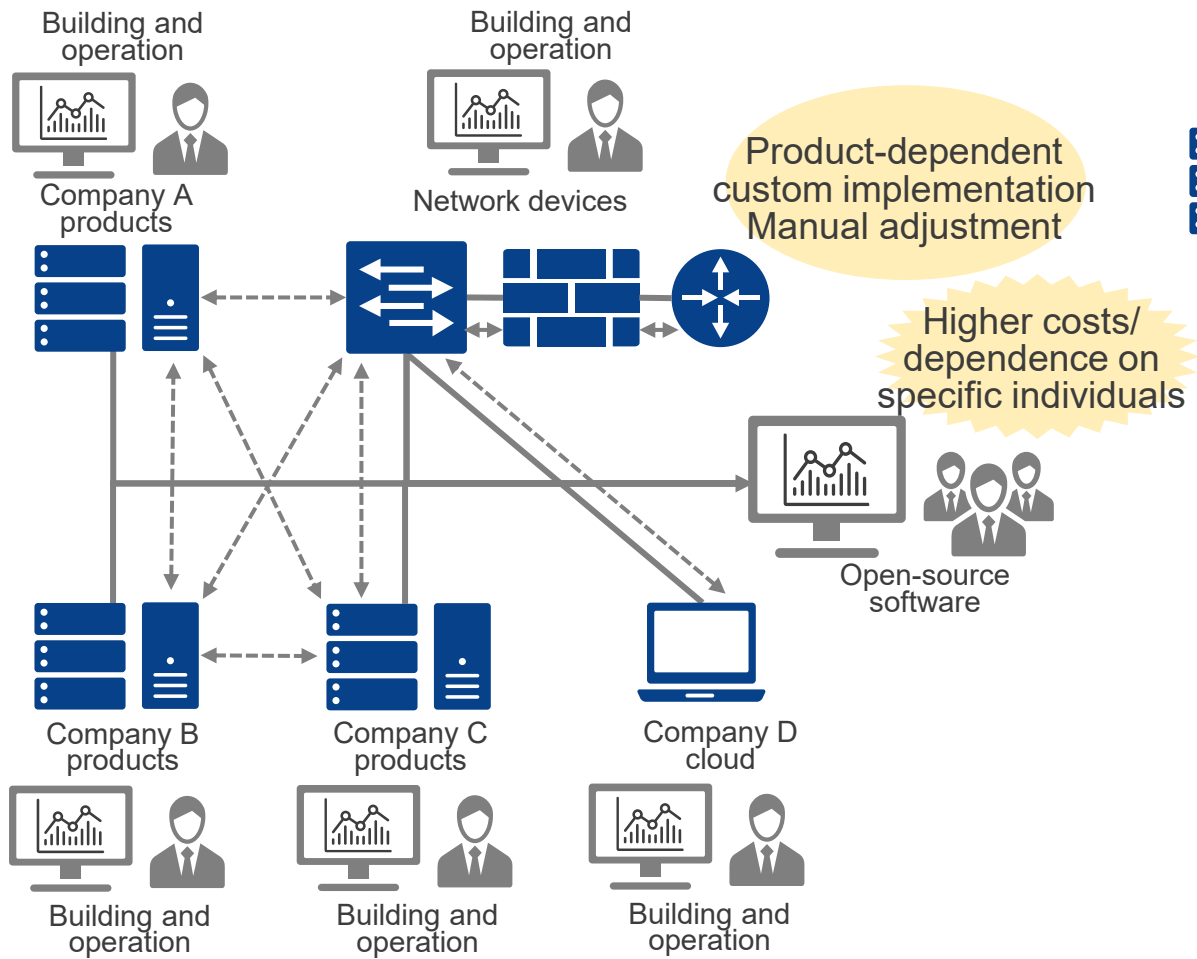 Building and
operation
Building and
operation
Company A
products
Network devices
Product-dependent
custom implementation
Manual adjustment
Higher costs/
dependence on
specific individuals
Open-source
software
Company B
products
Company C
products
Company D
cloud
Building and
operation
Building and
operation
Building and
operation